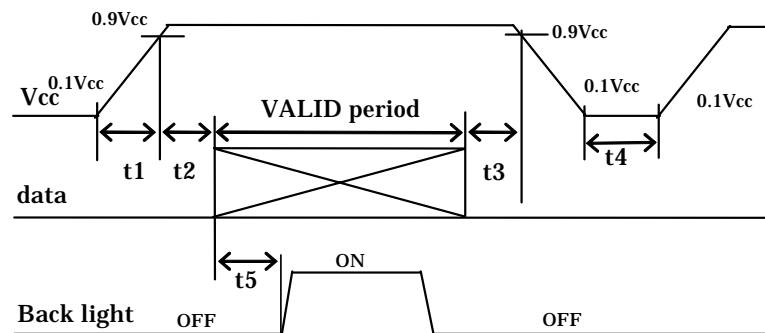 0.9Vcc
0.9Vcc
0.1Vcc
0.1Vcc
Vcc
VALID period
0.1Vcc
t1
t2
t3
t4
data
t5
ON
Back light
OFF
OFF